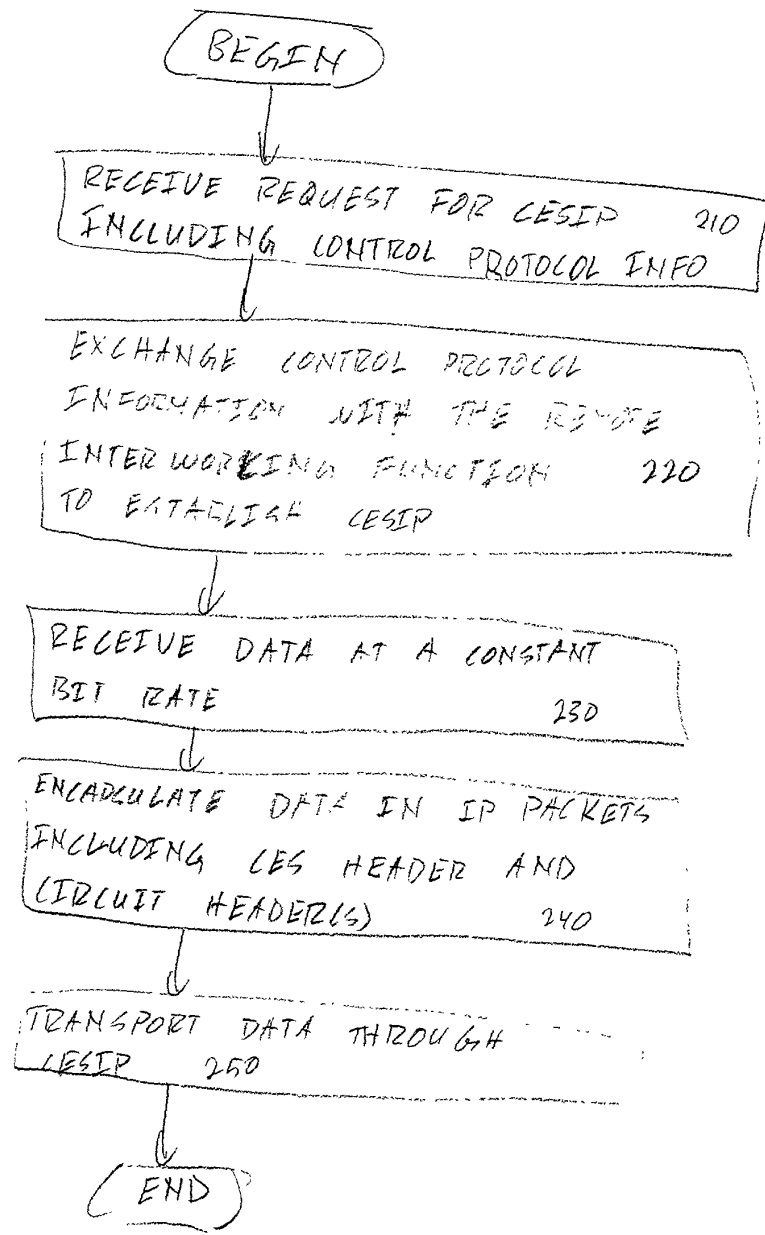 BEGIN
RECEIVE REQUEST FOR CESIP 210
INCLUDING CONTROL PROTOCOL INFO
EXCHANGE CONTROL PROTOCOL
INFORMATION WITH THE REMOTE
INTERWORKING FUNCTION 220
TO ESTABLISH CESIP
RECEIVE DATA AT A CONSTANT
BIT RATE 230
ENCAPCULATE DATA IN IP PACKETS
INCLUDING CES HEADER AND
CIRCUIT HEADER(S) 240
TRANSPORT DATA THROUGH
CESIP 250
END